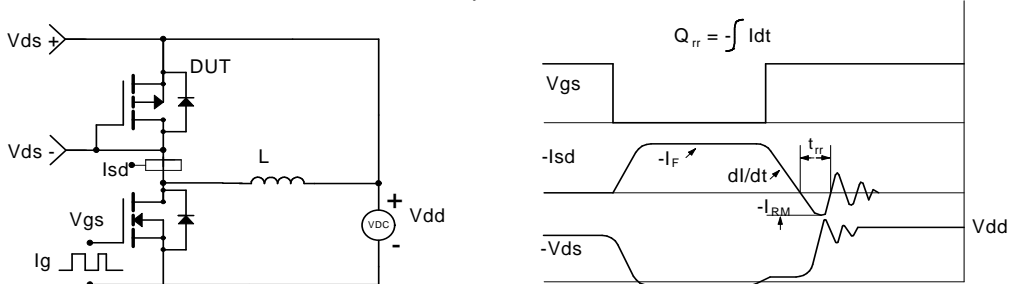 Vds +
DUT
Vds -
Isd
L
Vgs
Ig
+
VDC
-
Vdd
Q rr = -∫ Idt
Vgs
-Isd
-I F
dI/dt
t rr
-I RM
Vdd
-Vds